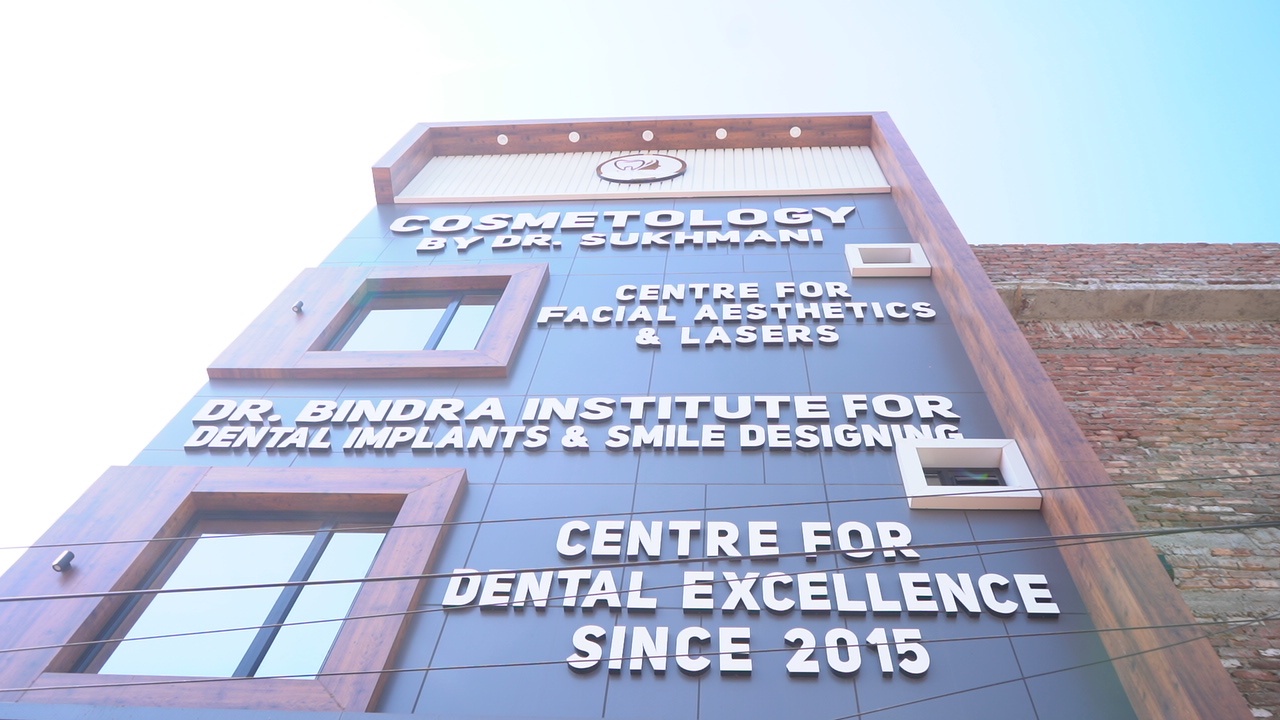 COSMETOLOGY
BY DR. SUKHMANI
CENTRE FOR
FACIAL AESTHETICS
& LASERS
DR. BINDRA INSTITUTE FOR
DENTAL IMPLANTS & SMILE DESIGNING
CENTRE FOR
DENTAL EXCELLENCE
SINCE 2015